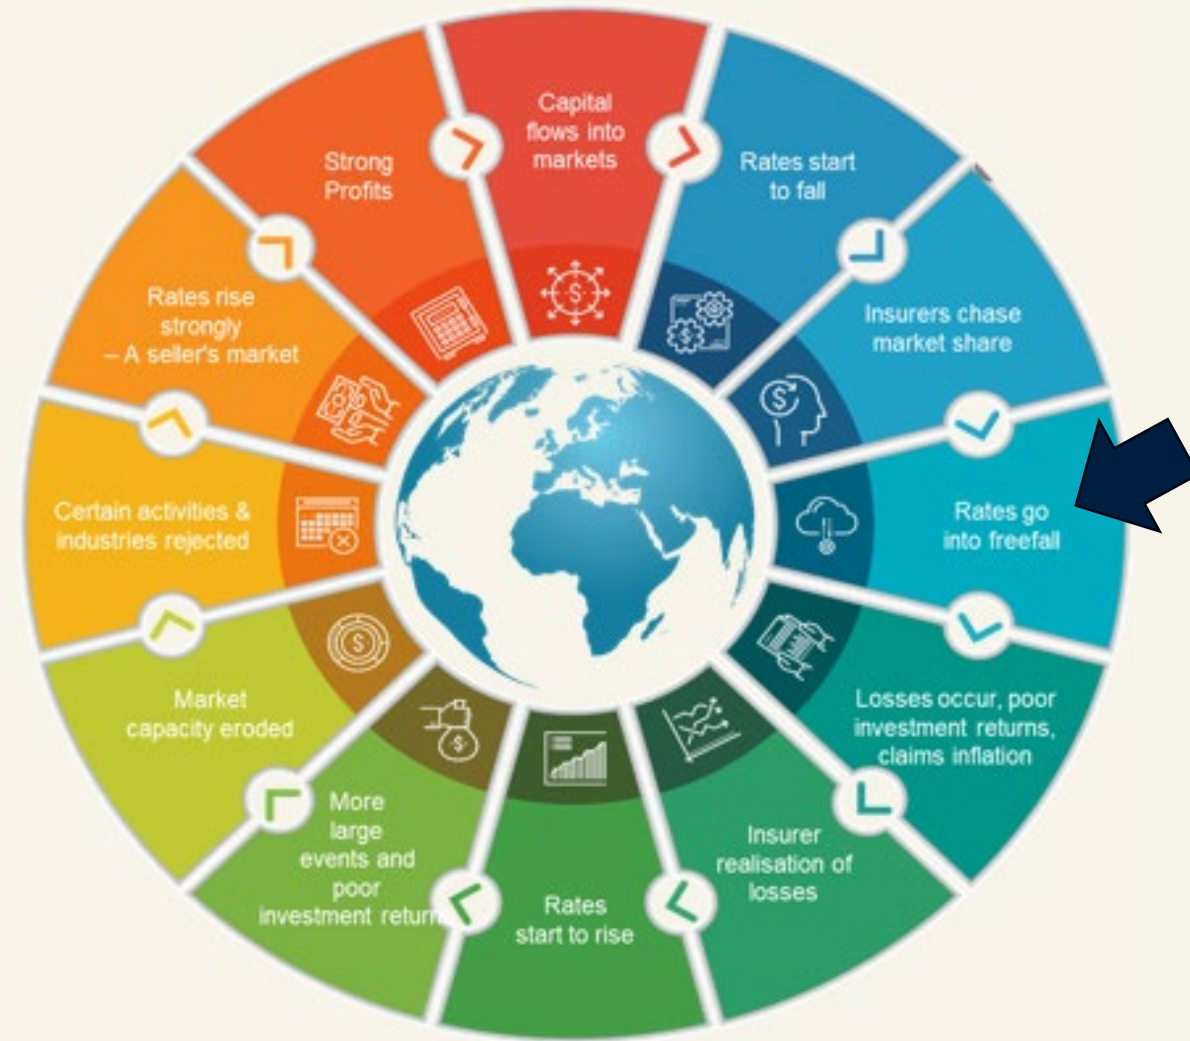 Capital
flows into
markets
Rates start
to fall
Insurers chase
market share
Rates go
into freefall
Losses occur, poor
investment returns,
claims inflation
Insurer
realisation of
losses
Rates
start to rise
More
large
events and
poor
investment return
Market
capacity eroded
Certain activities &
industries rejected
Rates rise
strongly
– A seller's market
Strong
Profits